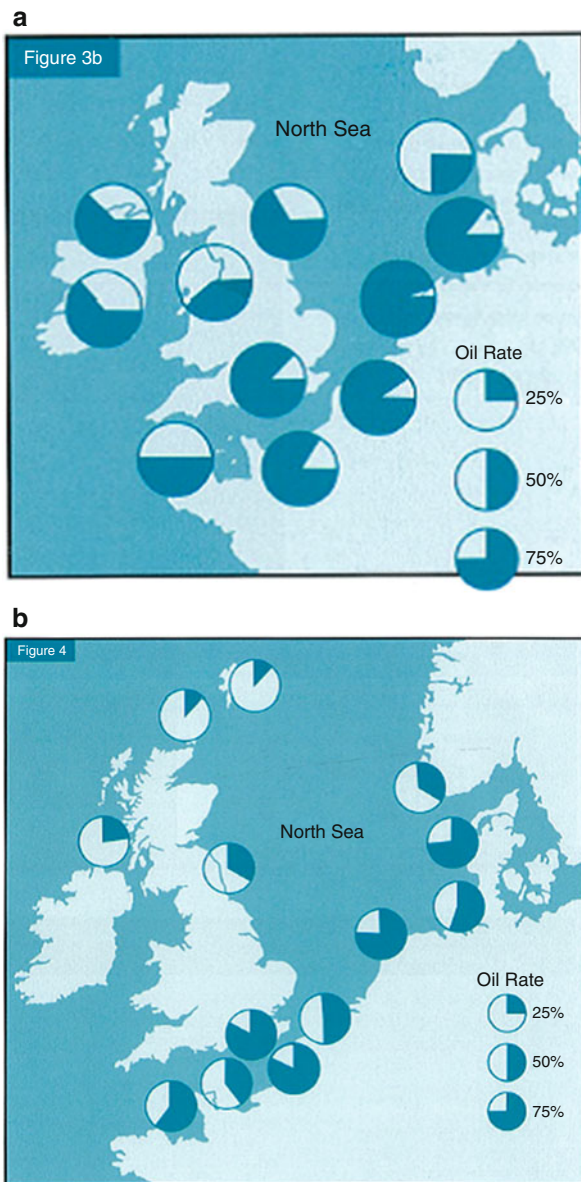 a
Figure 3b
North Sea
Oil Rate
25%
50%
75%
b
Figure 4
North Sea
Oil Rate
25%
50%
75%